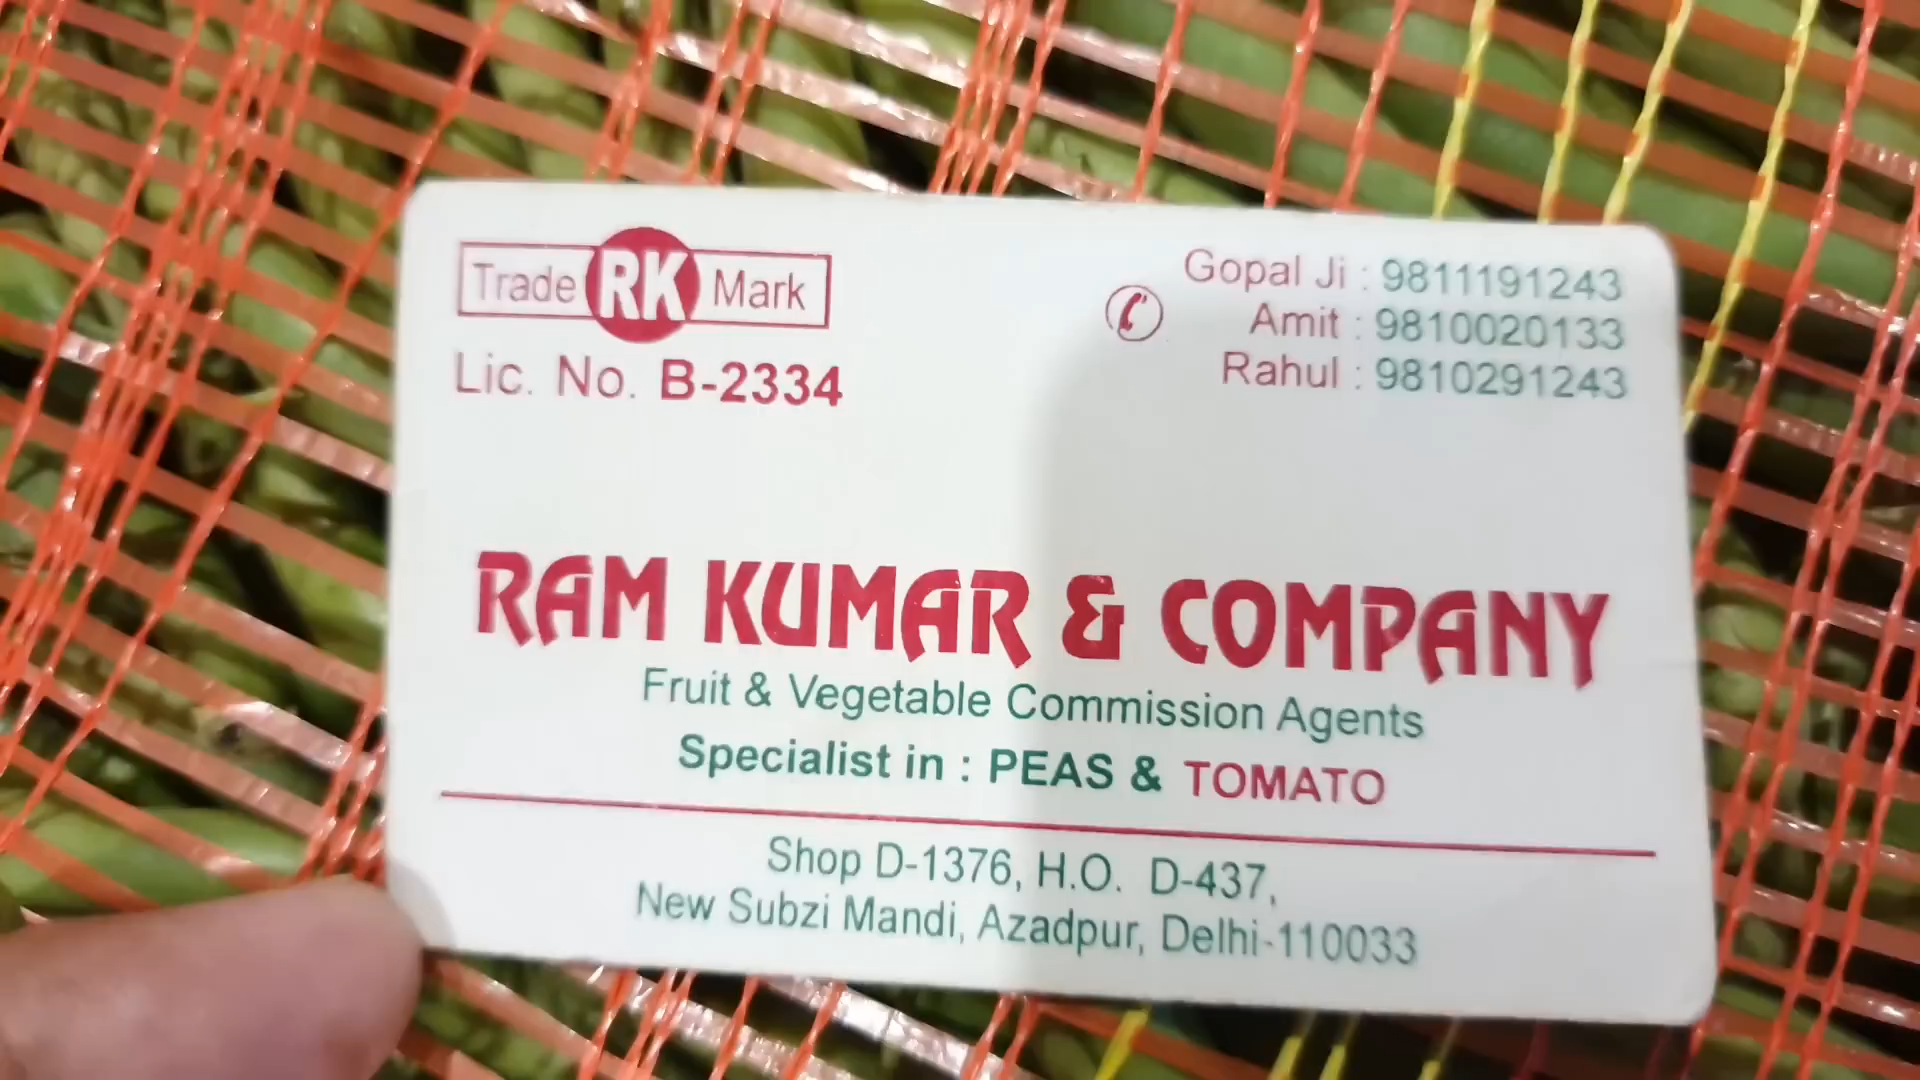 Trade RK Mark
Lic. No. B-2334
Gopal Ji : 9811191243
Amit : 9810020133
Rahul : 9810291243
RAM KUMAR & COMPANY
Fruit & Vegetable Commission Agents
Specialist in : PEAS & TOMATO
Shop D-1376, H.O. D-437,
New Subzi Mandi, Azadpur, Delhi-110033